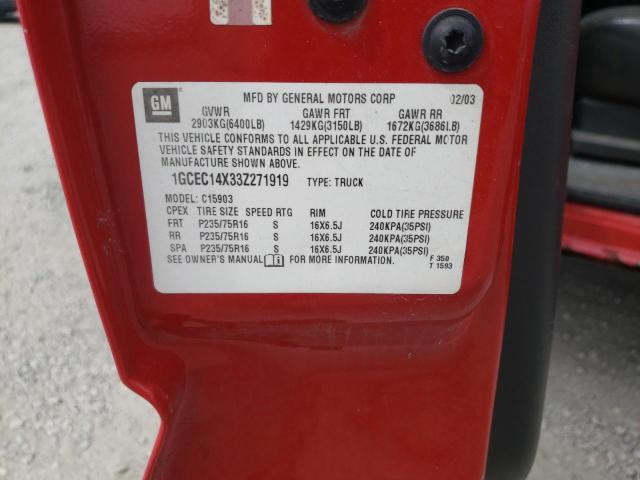 GM
MFD BY GENERAL MOTORS CORP 02/03
GVWR GAWR FRT GAWR RR
2903KG(6400LB) 1429KG(3150LB) 1672KG(3686LB)
THIS VEHICLE CONFORMS TO ALL APPLICABLE U.S. FEDERAL MOTOR
VEHICLE SAFETY STANDARDS IN EFFECT ON THE DATE OF
MANUFACTURE SHOWN ABOVE.
1GCEC14X33Z271919 TYPE: TRUCK
MODEL: C15903
CPEX TIRE SIZE SPEED RTG RIM COLD TIRE PRESSURE
FRT P235/75R16 S 16X6.5J 240KPA(35PSI)
RR P235/75R16 S 16X6.5J 240KPA(35PSI)
SPA P235/75R16 S 16X6.5J 240KPA(35PSI)
SEE OWNER'S MANUAL FOR MORE INFORMATION. F 350
T 1593